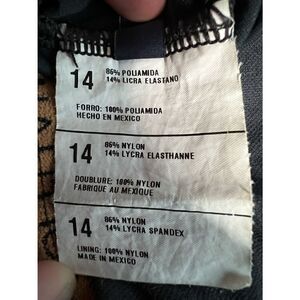 14 86% POLIAMIDA
14% LICRA ELASTANO
FORRO: 100% POLIAMIDA
HECHO EN MEXICO
14 86% NYLON
14% LYCRA ELASTHANNE
DOUBLURE: 100% NYLON
FABRIQUE AU MEXIQUE
14 86% NYLON
14% LYCRA SPANDEX
LINING: 100% NYLON
MADE IN MEXICO